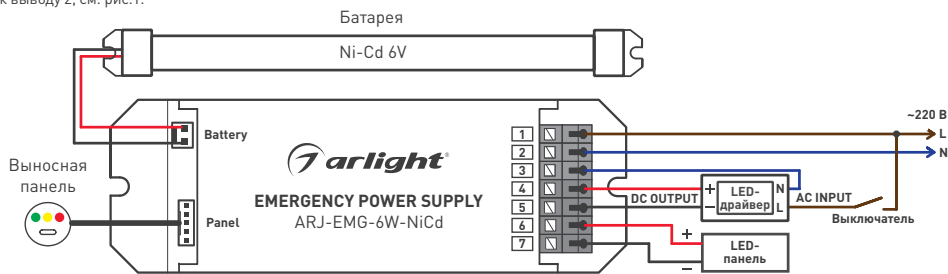 к выводу 2, см. рис.1.
Батарея
Ni-Cd 6V
Battery
Выносная
панель
Panel
arlight
EMERGENCY POWER SUPPLY
ARJ-EMG-6W-NiCd
1
2
3
4
5
6
7
~220 В
L
N
DC OUTPUT
+
−
LED-
драйвер
N
L
AC INPUT
Выключатель
+
−
LED-
панель